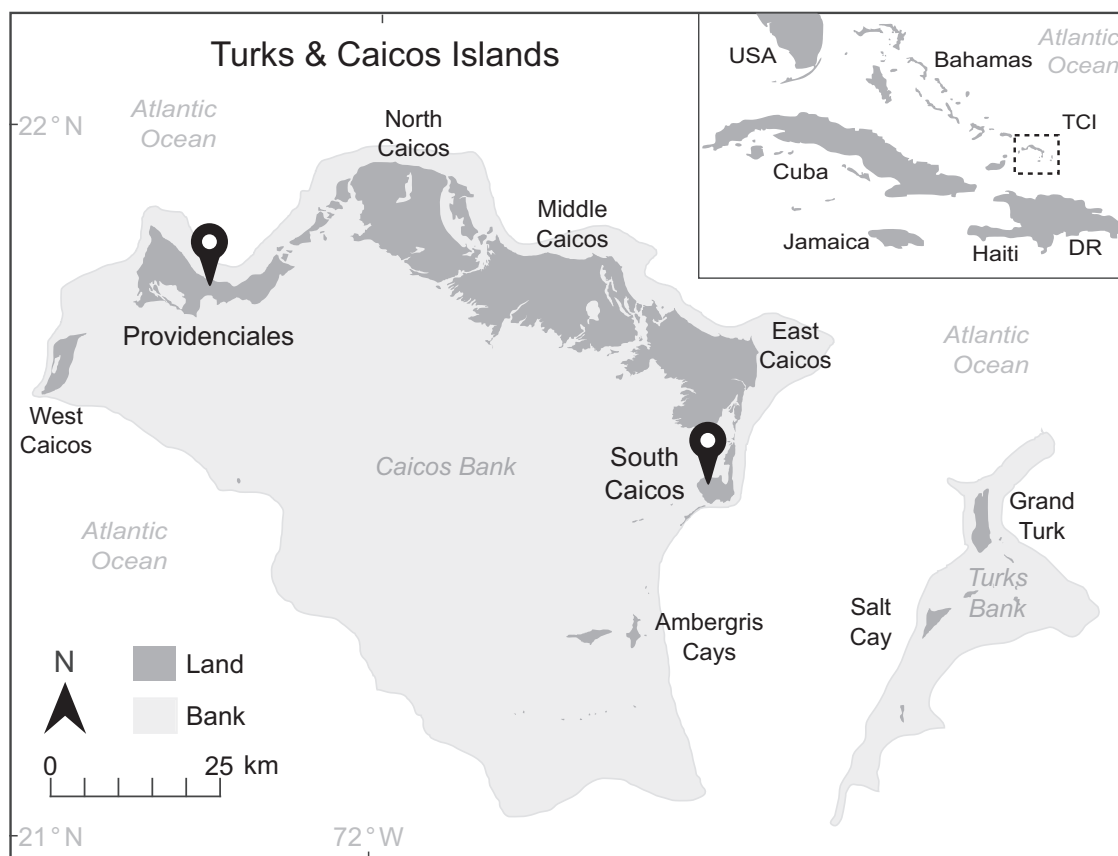 Turks & Caicos Islands
Atlantic
Ocean
22°N
North
Caicos
Middle
Caicos
Providenciales
East
Caicos
West
Caicos
Caicos Bank
South
Caicos
Atlantic
Ocean
Atlantic
Ocean
Grand
Turk
Turks
Bank
Salt
Cay
Ambergris
Cays
N
Land
Bank
0
25 km
21°N
72°W
USA
Bahamas
Atlantic
Ocean
TCI
Cuba
Jamaica
Haiti
DR